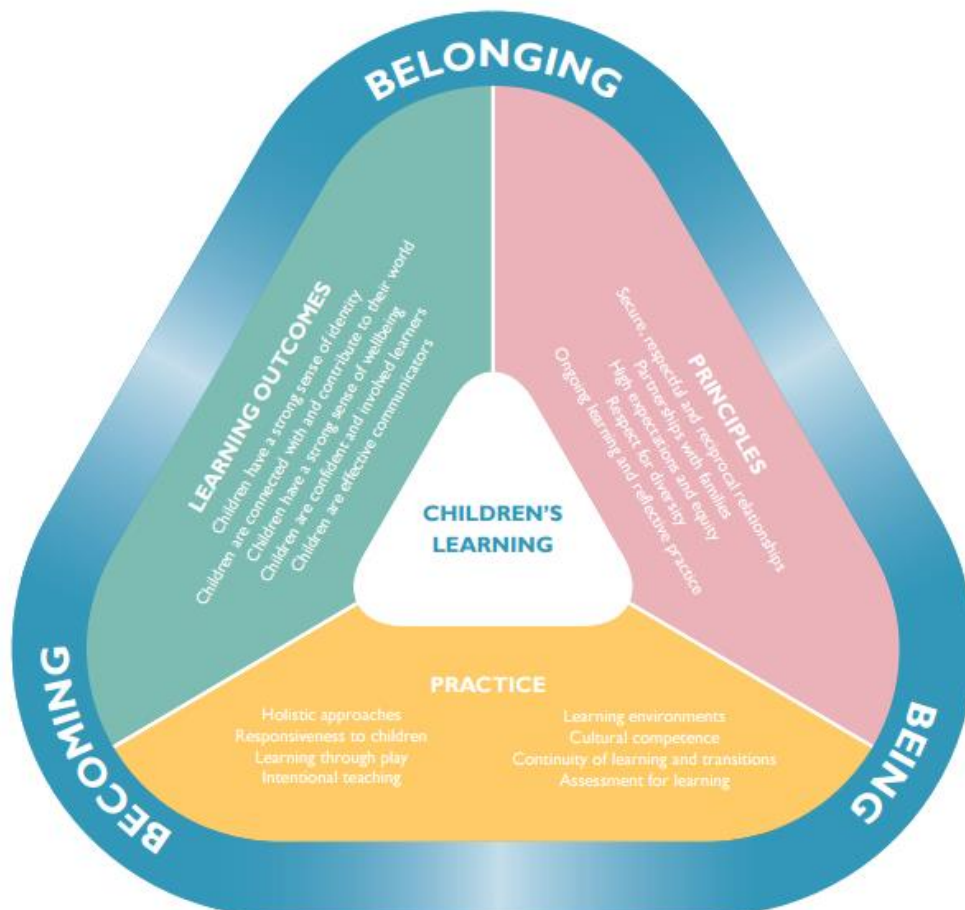 BELONGING
LEARNING OUTCOMES
Children have a strong sense of identity
Children are connected with and contribute to their world
Children have a strong sense of wellbeing
Children are confident and involved learners
Children are effective communicators
PRINCIPLES
Secure, respectful and reciprocal relationships
Partnerships with families
High expectations and equity
Respect for diversity
Ongoing learning and reflective practice
CHILDREN'S
LEARNING
PRACTICE
Holistic approaches
Responsiveness to children
Learning through play
Intentional teaching
Learning environments
Cultural competence
Continuity of learning and transitions
Assessment for learning
BECOMING
BEING